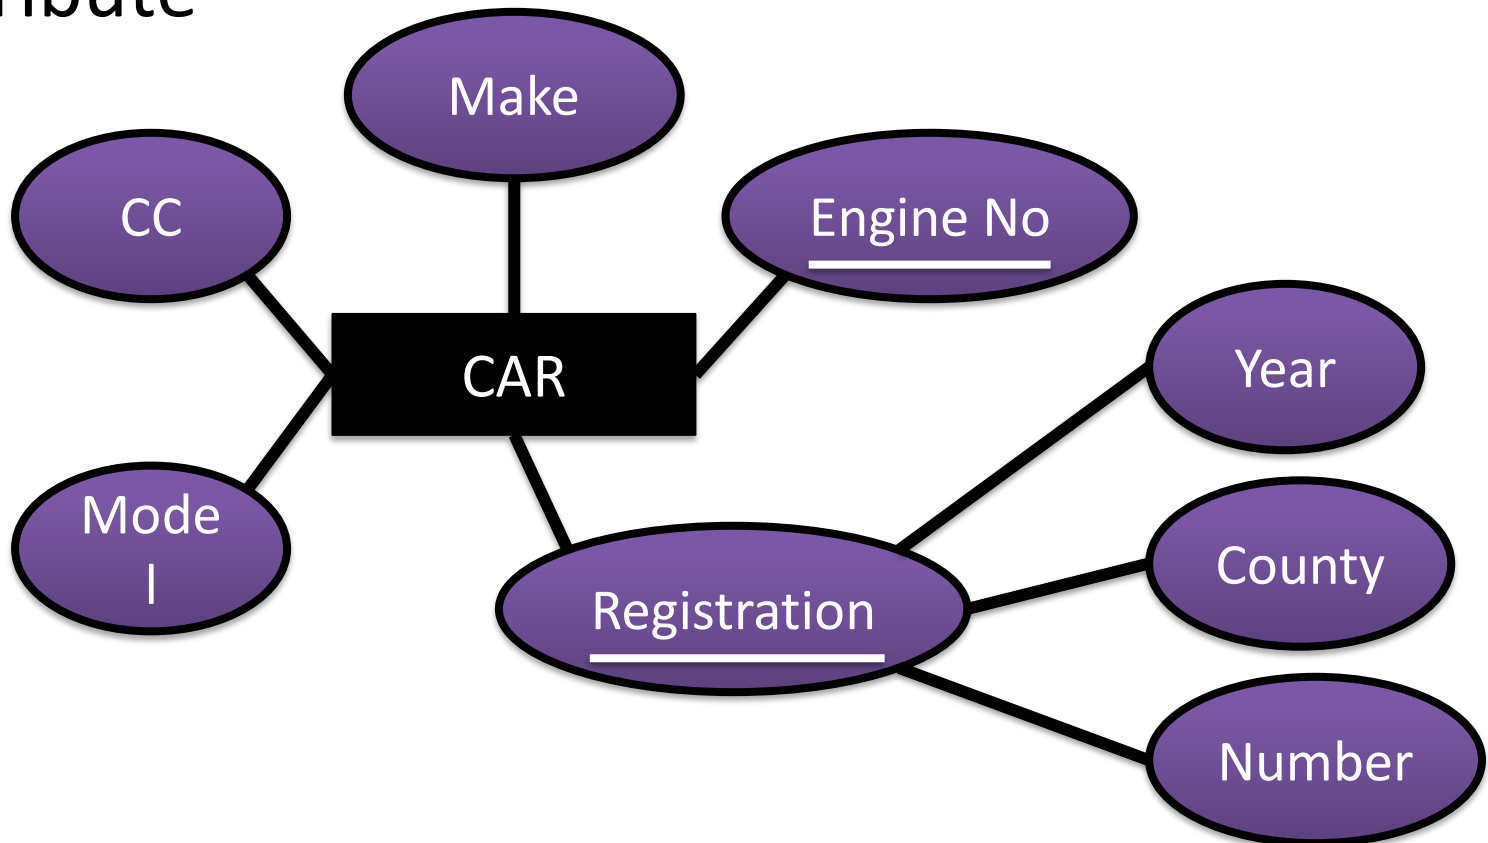 Make
CC
Engine No
CAR
Year
Mode
l
County
Registration
Number